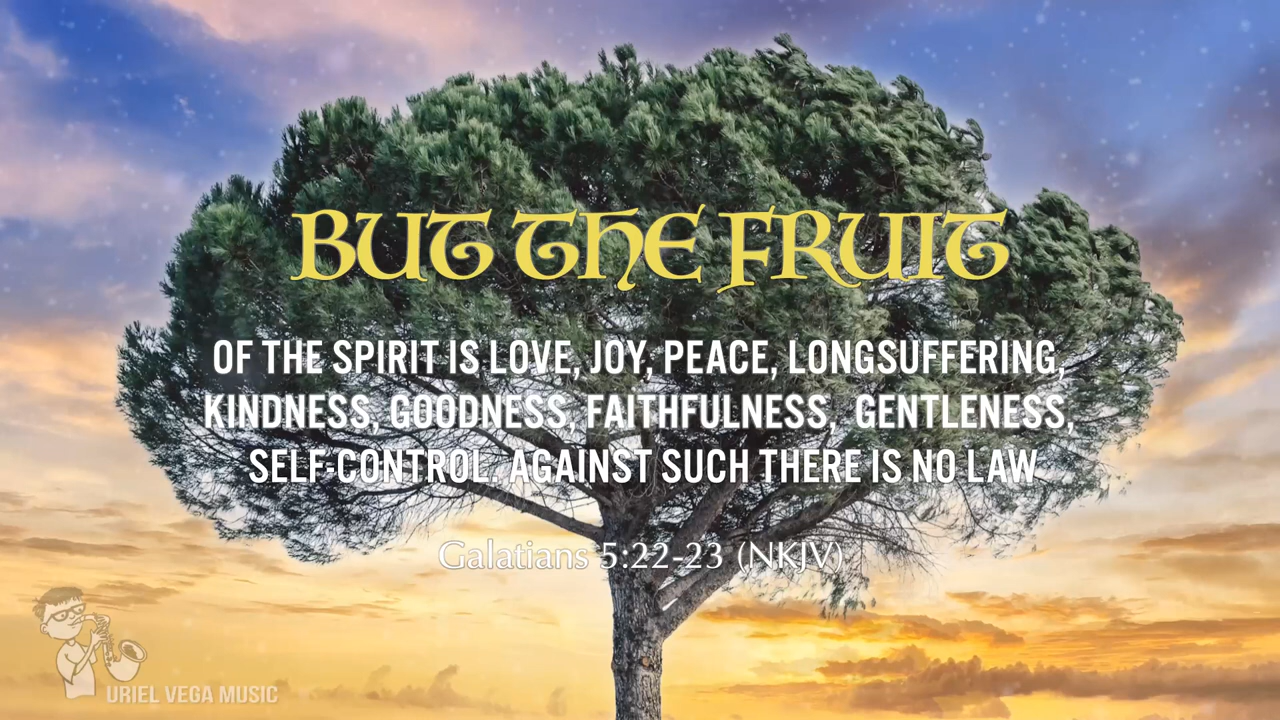 BUT THE FRUIT
OF THE SPIRIT IS LOVE, JOY, PEACE, LONGSUFFERING,
KINDNESS, GOODNESS, FAITHFULNESS, GENTLENESS,
SELF-CONTROL. AGAINST SUCH THERE IS NO LAW
Galatians 5:22-23 (NKJV)
URIEL VEGA MUSIC